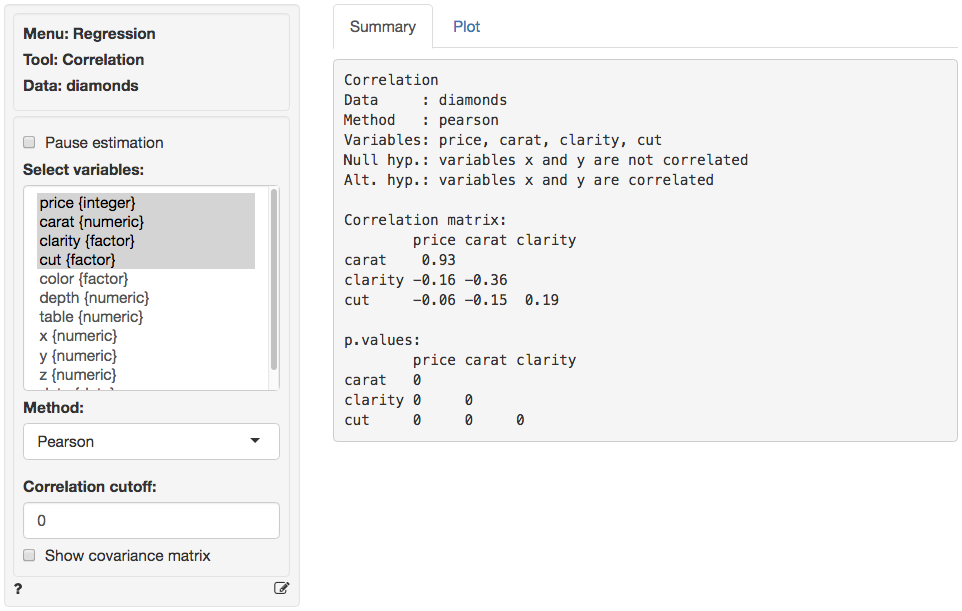 Menu: Regression
Tool: Correlation
Data: diamonds
Pause estimation
Select variables:
price {integer}
carat {numeric}
clarity {factor}
cut {factor}
color {factor}
depth {numeric}
table {numeric}
x {numeric}
y {numeric}
z {numeric}
Method:
Pearson
Correlation cutoff:
0
Show covariance matrix
?
Summary Plot
Correlation
Data : diamonds
Method : pearson
Variables: price, carat, clarity, cut
Null hyp.: variables x and y are not correlated
Alt. hyp.: variables x and y are correlated
Correlation matrix:
price carat clarity
carat 0.93
clarity -0.16 -0.36
cut -0.06 -0.15 0.19
p.values:
price carat clarity
carat 0
clarity 0 0
cut 0 0 0